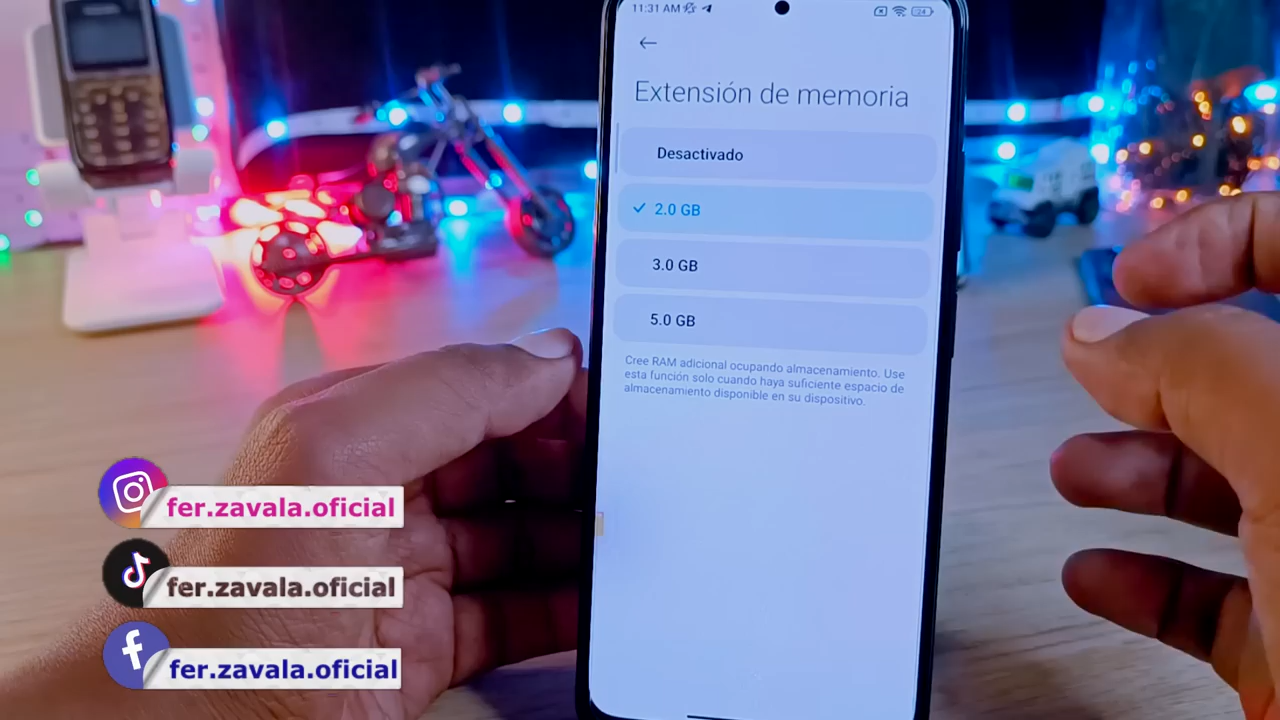 11:31 AM
24
Extensión de memoria
Desactivado
2.0 GB
3.0 GB
5.0 GB
Cree RAM adicional ocupando almacenamiento. Use
esta función solo cuando haya suficiente espacio de
almacenamiento disponible en su dispositivo.
fer.zavala.oficial
fer.zavala.oficial
fer.zavala.oficial